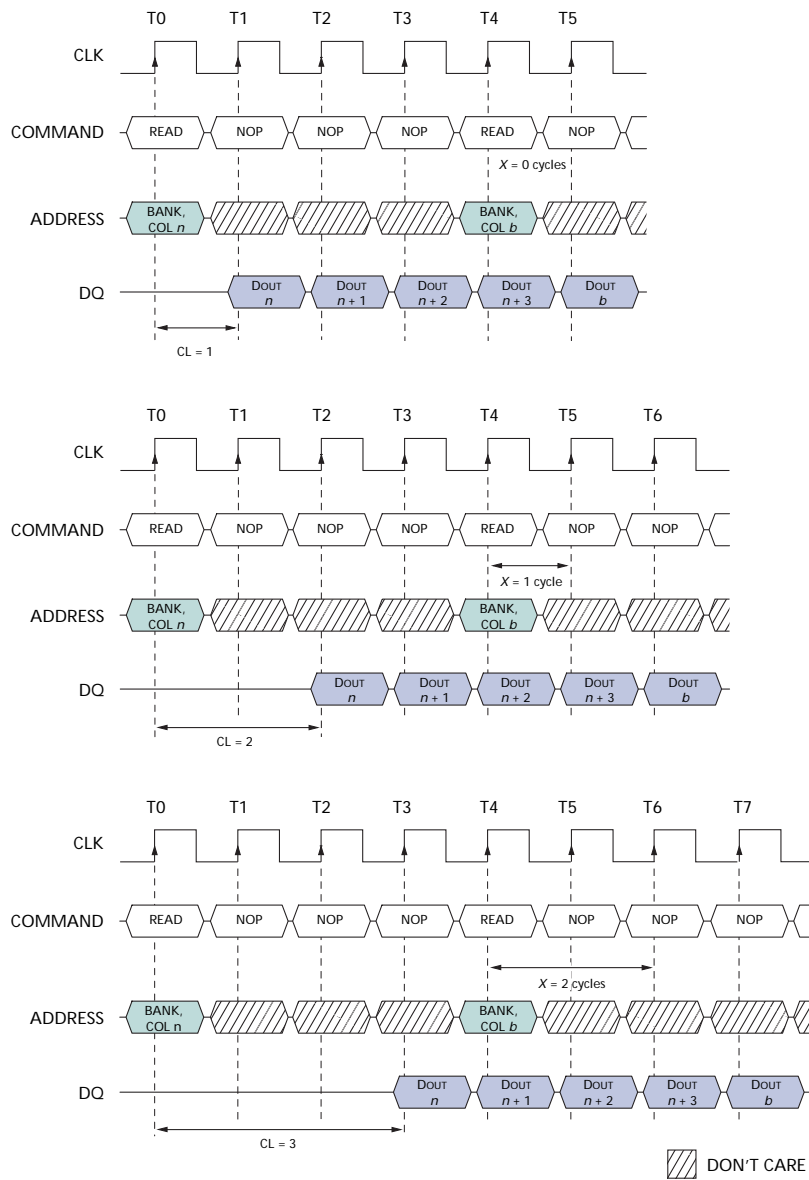 T0 T1 T2 T3 T4 T5
CLK
COMMAND READ NOP NOP NOP READ NOP
X = 0 cycles
ADDRESS BANK, COL n BANK, COL b
DQ DOUT n DOUT n + 1 DOUT n + 2 DOUT n + 3 DOUT b
CL = 1
T0 T1 T2 T3 T4 T5 T6
CLK
COMMAND READ NOP NOP NOP READ NOP NOP
X = 1 cycle
ADDRESS BANK, COL n BANK, COL b
DQ DOUT n DOUT n + 1 DOUT n + 2 DOUT n + 3 DOUT b
CL = 2
T0 T1 T2 T3 T4 T5 T6 T7
CLK
COMMAND READ NOP NOP NOP READ NOP NOP NOP
X = 2 cycles
ADDRESS BANK, COL n BANK, COL b
DQ DOUT n DOUT n + 1 DOUT n + 2 DOUT n + 3 DOUT b
CL = 3
DON'T CARE